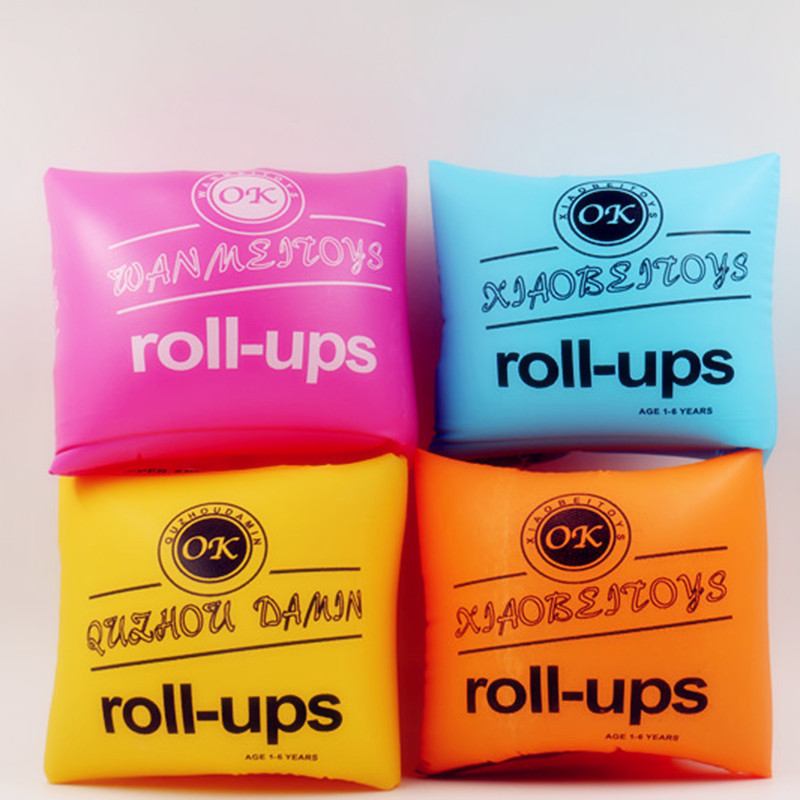 WANMEITOYS
OK
WANMEITOYS
roll-ups
XIAOBEITOYS
OK
XIAOBEITOYS
roll-ups
AGE 1-6 YEARS
QUZHOUDAMIN
OK
QUZHOU DAMIN
roll-ups
AGE 1-6 YEARS
XIAOBEITOYS
OK
XIAOBEITOYS
roll-ups
AGE 1-6 YEARS